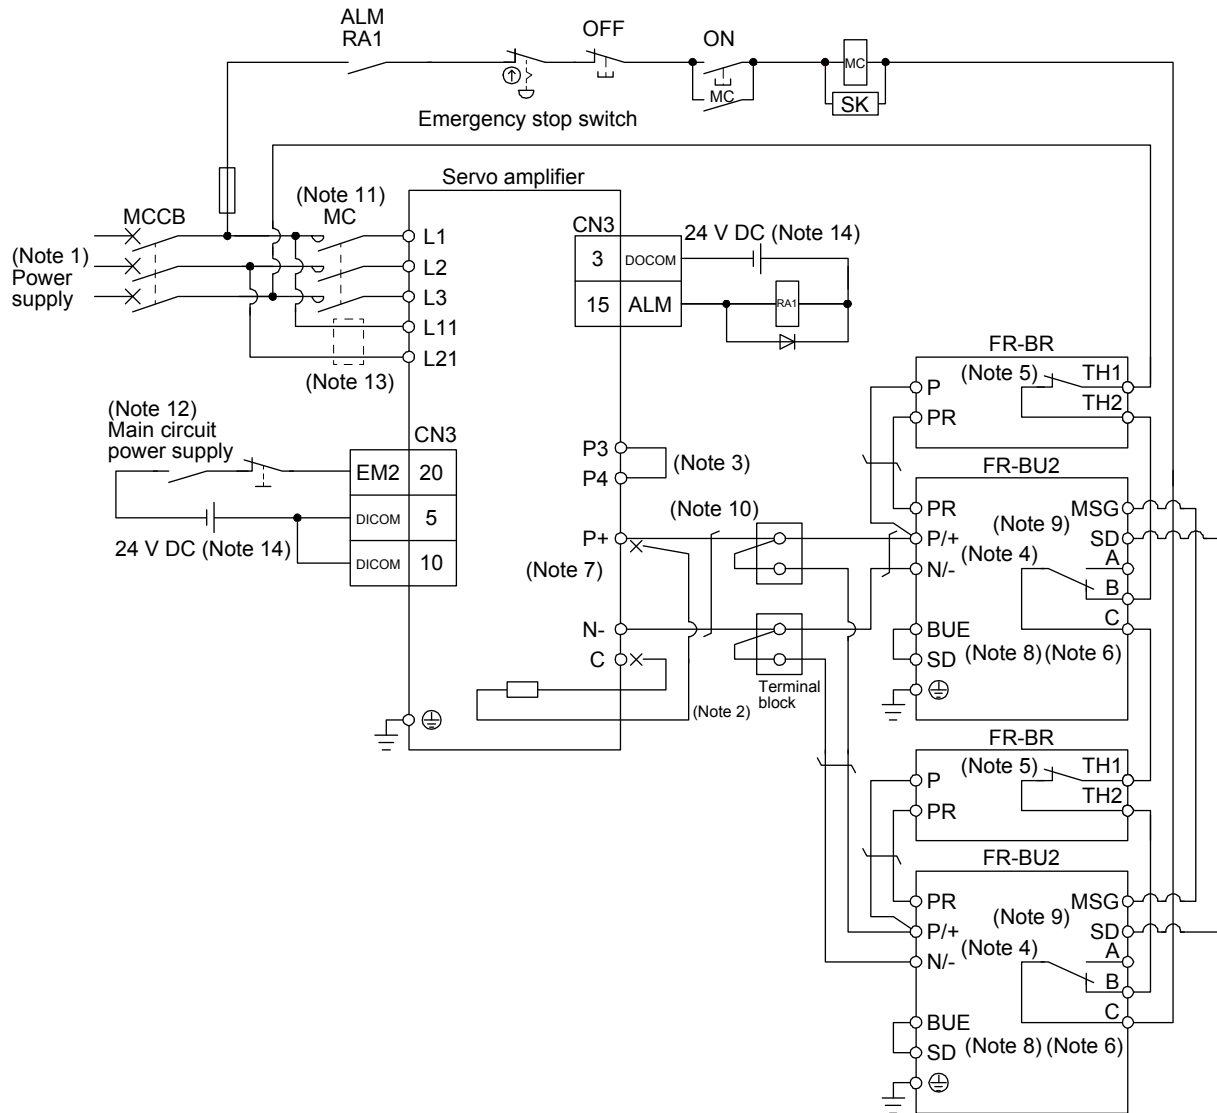 ALM
RA1
OFF
ON
MC
MC
SK
Emergency stop switch
Servo amplifier
(Note 11)
MC
MCCB
(Note 1)
Power
supply
L1
L2
L3
L11
L21
(Note 13)
CN3
3 DOCOM
15 ALM
24 V DC (Note 14)
RA1
(Note 12)
Main circuit
power supply
CN3
EM2 20
DICOM 5
DICOM 10
24 V DC (Note 14)
P3
P4
(Note 3)
P+
(Note 10)
(Note 7)
N-
C
(Note 2)
Terminal
block
FR-BR
P
(Note 5)
TH1
PR
TH2
FR-BU2
PR
MSG
P/+
(Note 9)
SD
N/-
(Note 4)
A
B
BUE
C
SD
(Note 8) (Note 6)
FR-BR
P
(Note 5)
TH1
PR
TH2
FR-BU2
PR
MSG
P/+
(Note 9)
SD
N/-
(Note 4)
A
B
BUE
C
SD
(Note 8) (Note 6)